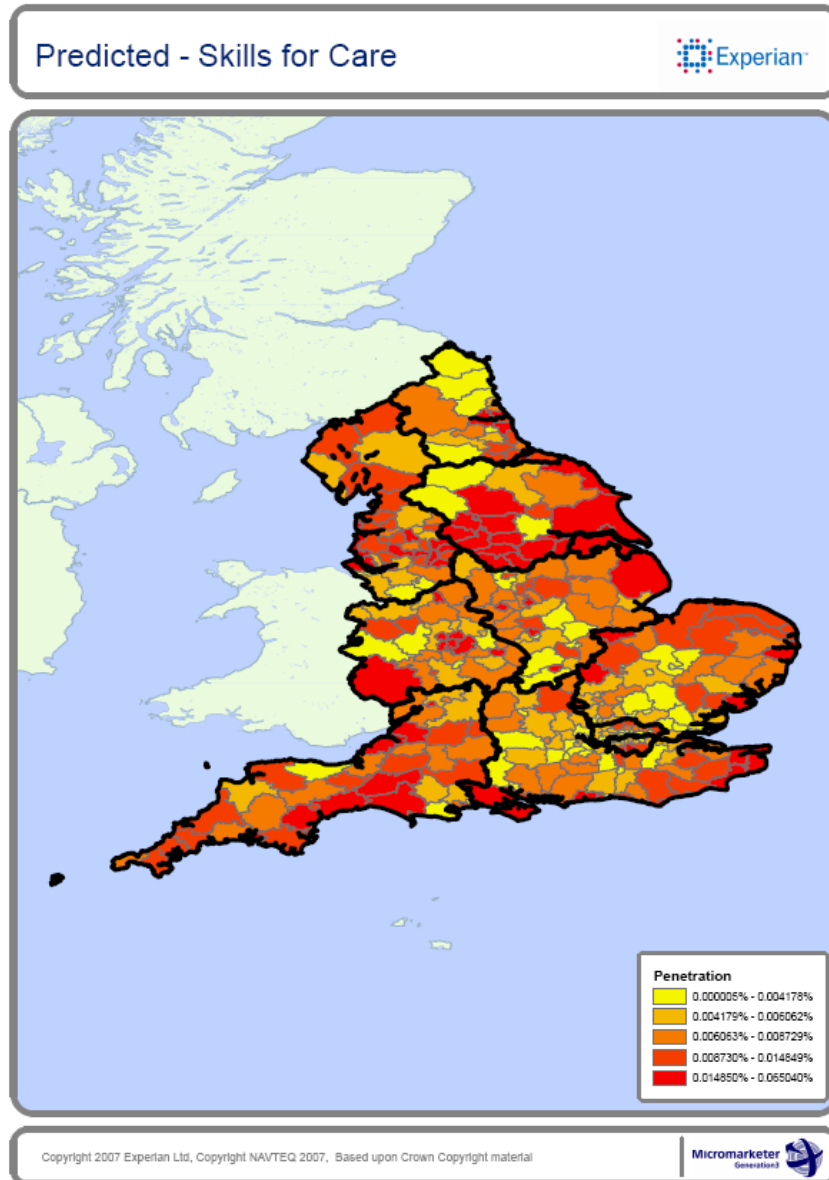 Predicted - Skills for Care
Experian™
Penetration
0.000005% - 0.004178%
0.004179% - 0.006062%
0.006063% - 0.008729%
0.008730% - 0.014849%
0.014850% - 0.065040%
Copyright 2007 Experian Ltd, Copyright NAVTEQ 2007, Based upon Crown Copyright material
Micromarketer
Generation3